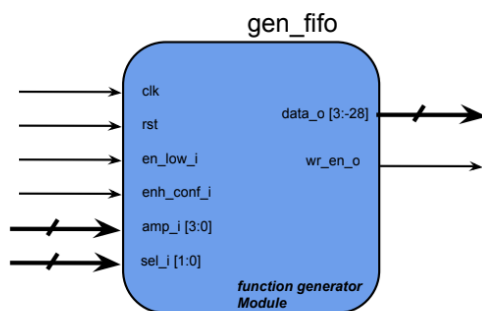 gen_fifo
clk
rst
en_low_i
enh_conf_i
amp_i [3:0]
sel_i [1:0]
data_o [3:-28]
wr_en_o
function generator
Module